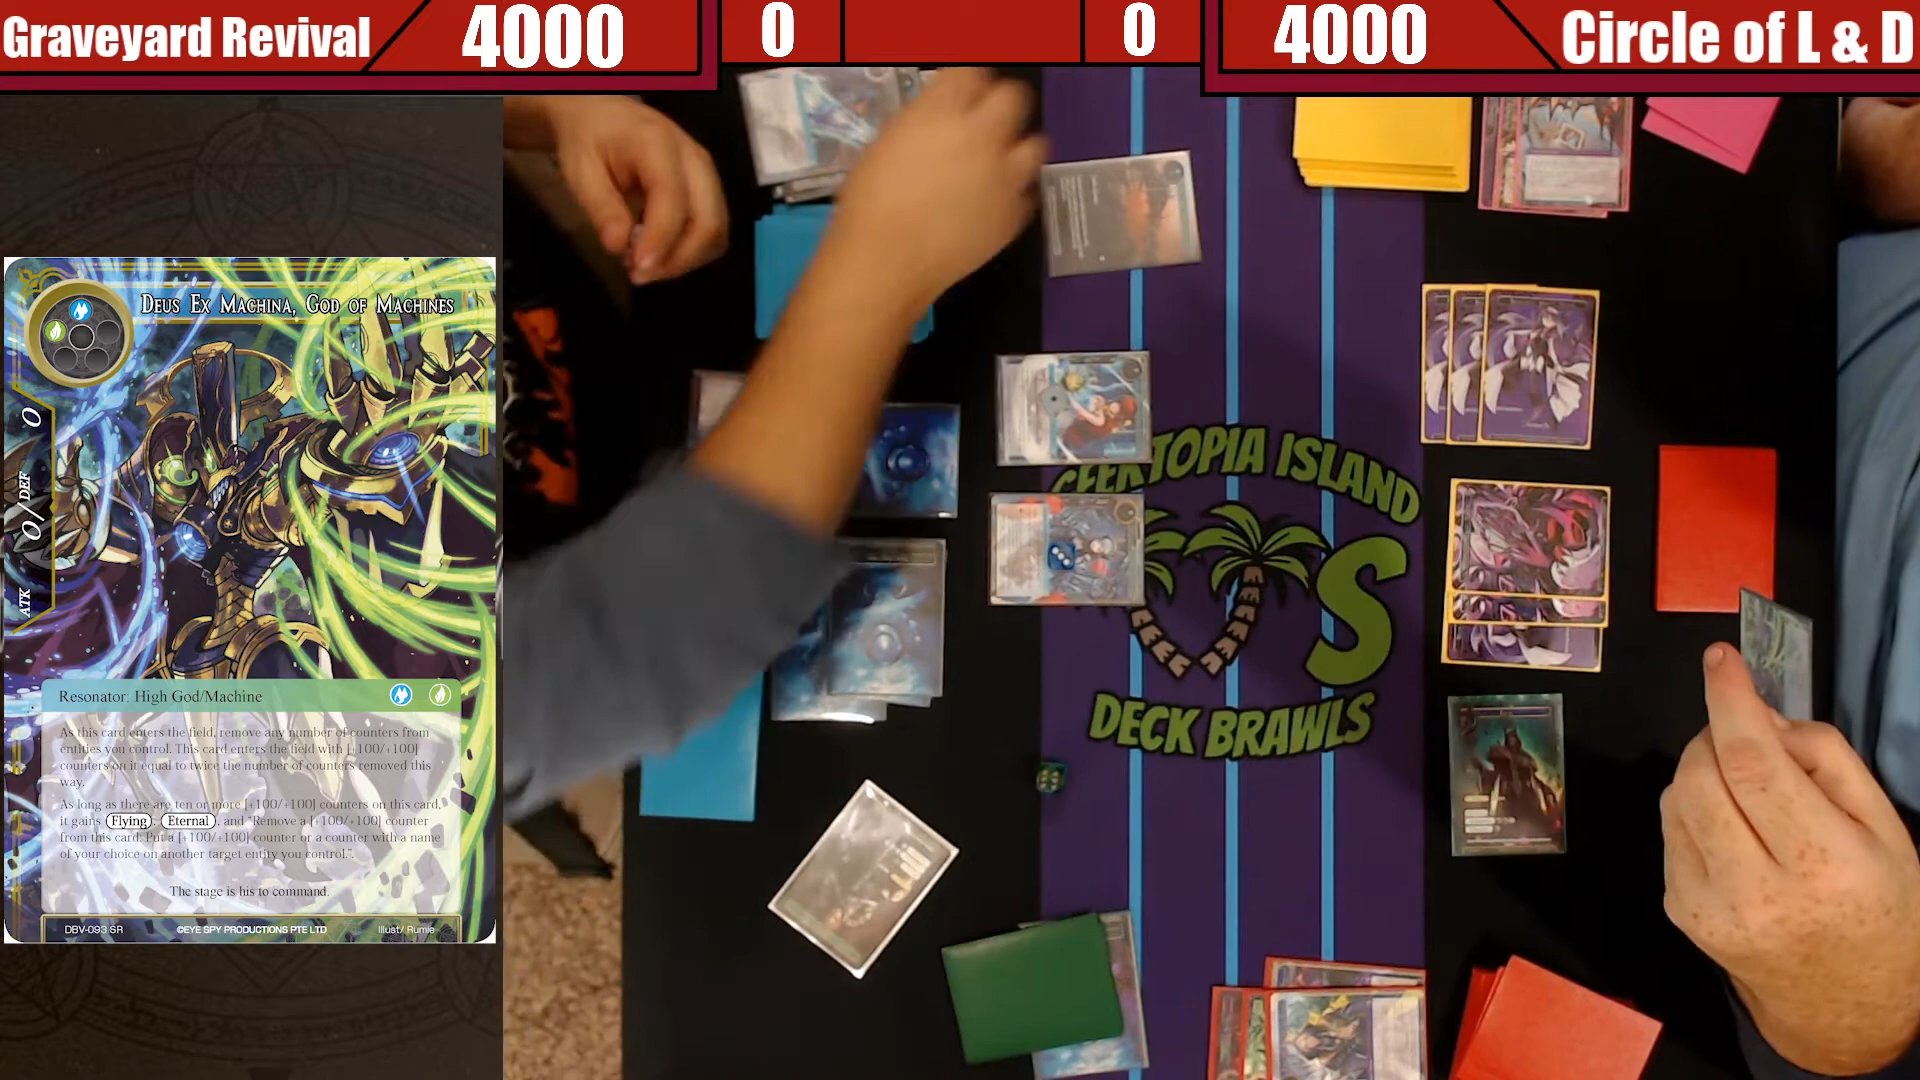 Graveyard Revival
4000
0
0
4000
Circle of L & D
Deus Ex Machina, God of Machines
ATK 0/DEF 0
Resonator: High God/Machine
As this card enters the field, remove any number of counters from
entities you control. This card enters the field with [+100/+100]
counters on it equal to twice the number of counters removed this
way.
As long as there are ten or more [+100/+100] counters on this card,
it gains Flying, Eternal, and "Remove a [+100/+100] counter
from this card: Put a [+100/+100] counter or a counter with a name
of your choice on another target entity you control.".
The stage is his to command.
DBV-093 SR
©EYE SPY PRODUCTIONS PTE LTD
Illust/ Rumie
GEEKTOPIA ISLAND
S
DECK BRAWLS